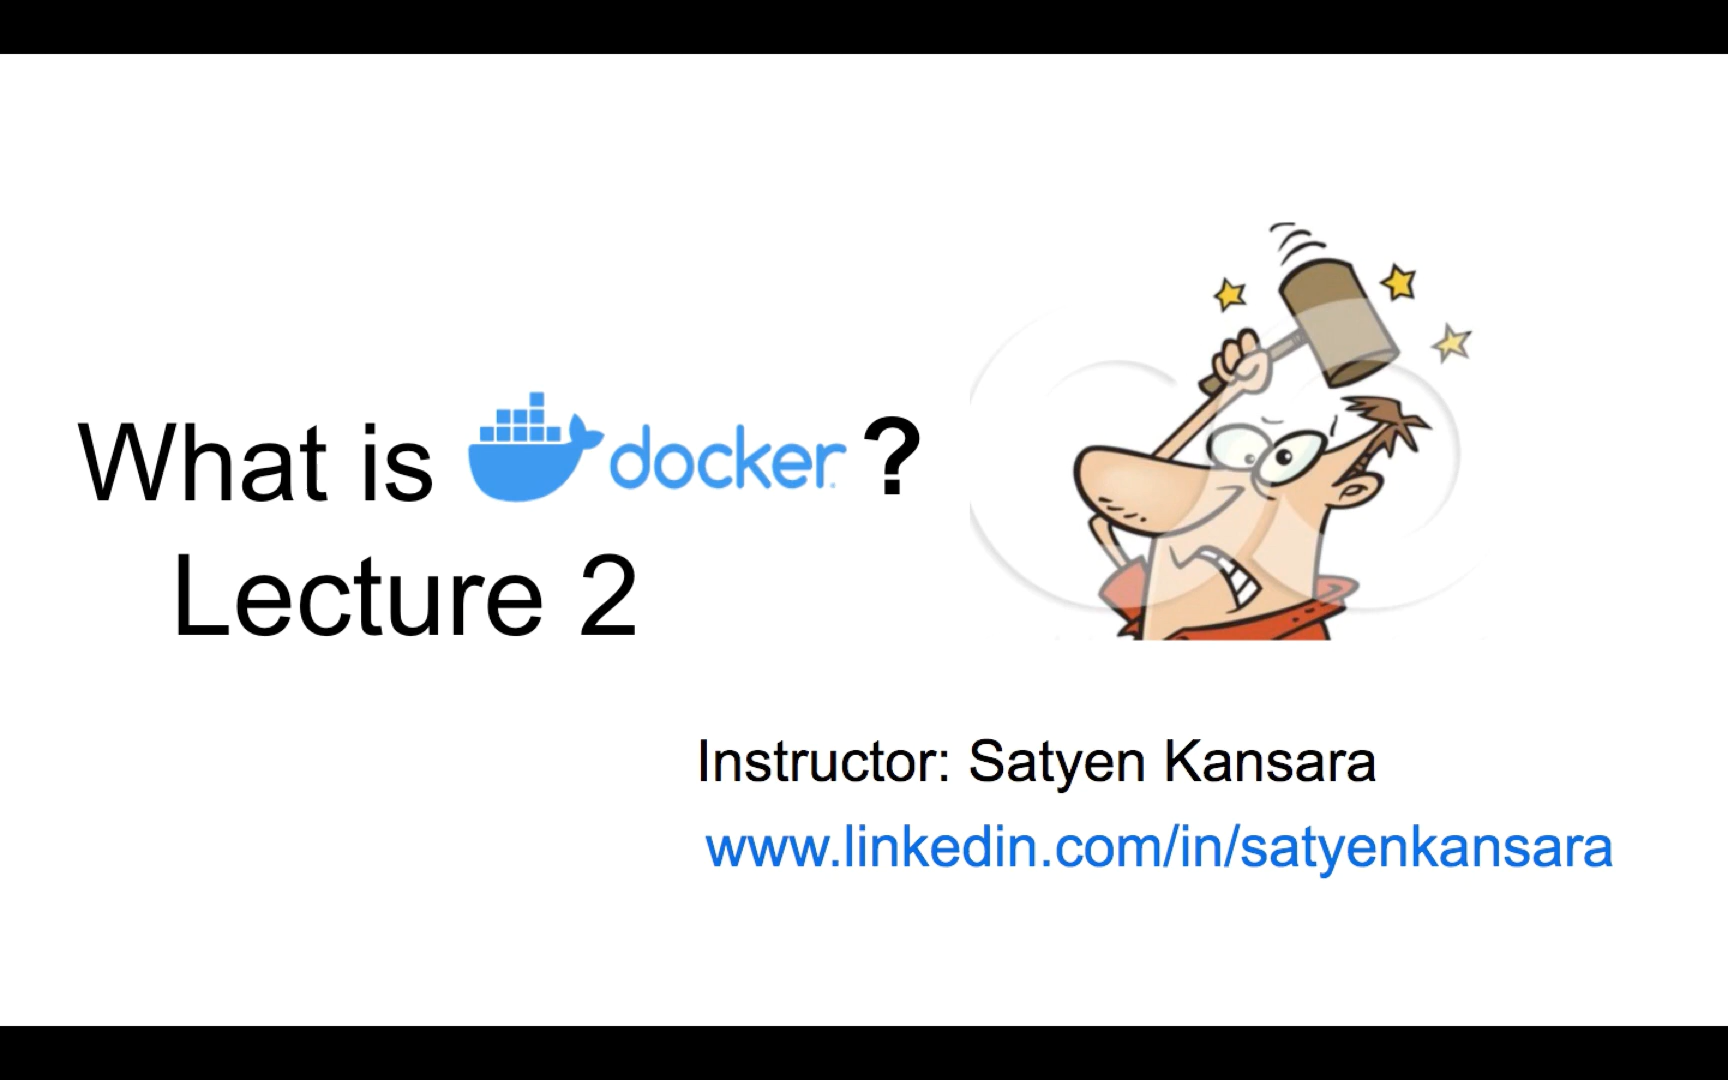 What is docker ?
Lecture 2
Instructor: Satyen Kansara
www.linkedin.com/in/satyenkansara